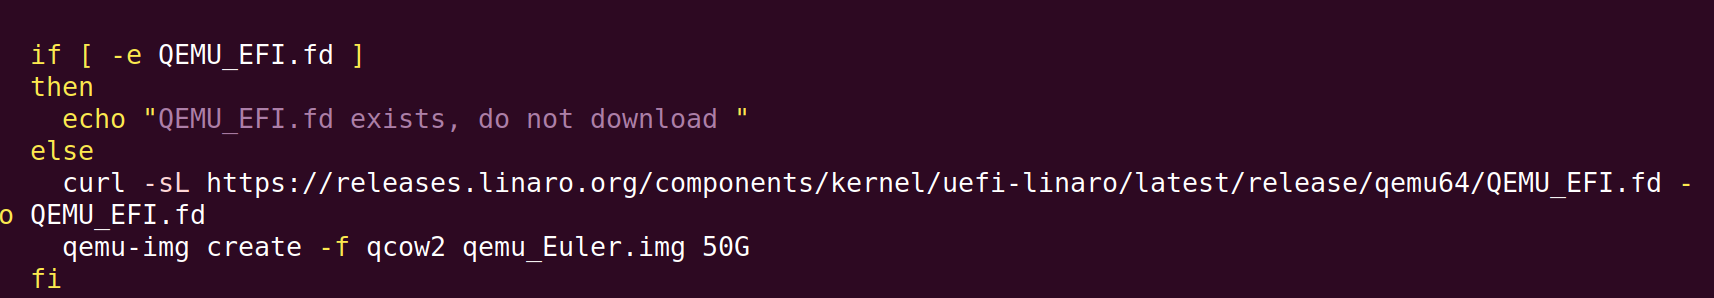 if [ -e QEMU_EFI.fd ]
then
echo "QEMU_EFI.fd exists, do not download "
else
curl -sL https://releases.linaro.org/components/kernel/uefi-linaro/latest/release/qemu64/QEMU_EFI.fd -
o QEMU_EFI.fd
qemu-img create -f qcow2 qemu_Euler.img 50G
fi